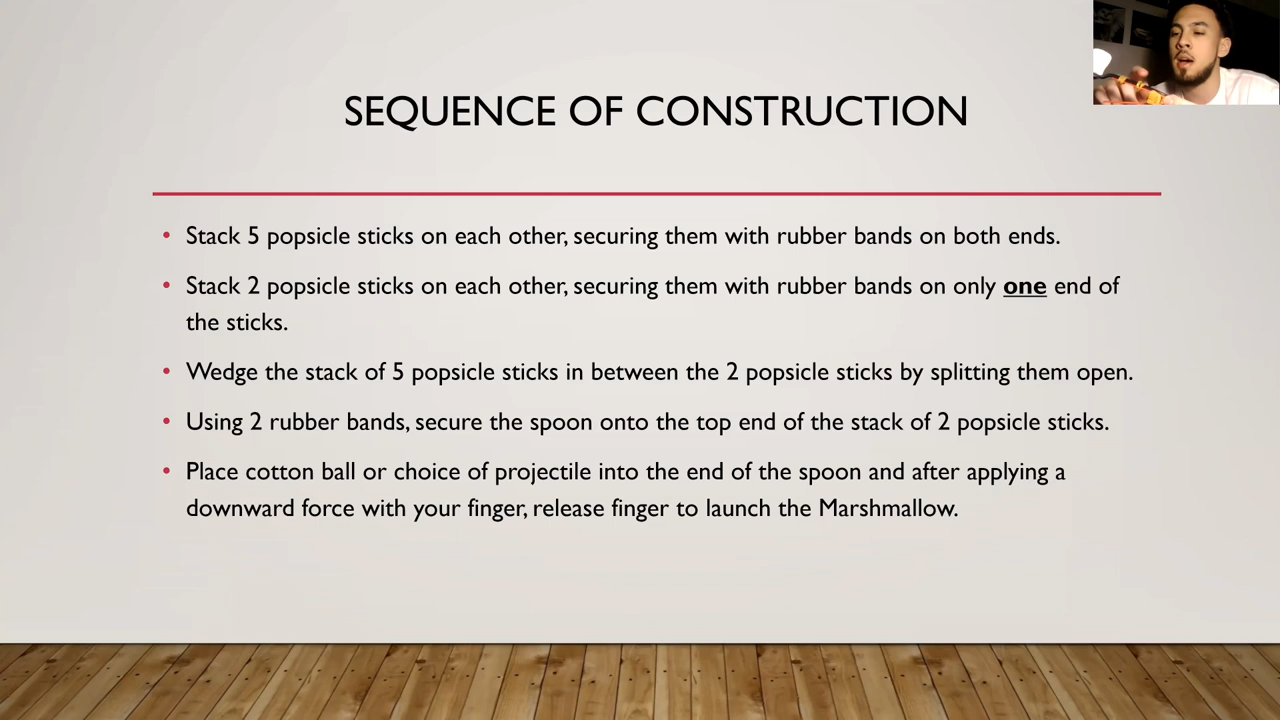 SEQUENCE OF CONSTRUCTION
• Stack 5 popsicle sticks on each other, securing them with rubber bands on both ends.
• Stack 2 popsicle sticks on each other, securing them with rubber bands on only one end of
the sticks.
• Wedge the stack of 5 popsicle sticks in between the 2 popsicle sticks by splitting them open.
• Using 2 rubber bands, secure the spoon onto the top end of the stack of 2 popsicle sticks.
• Place cotton ball or choice of projectile into the end of the spoon and after applying a
downward force with your finger, release finger to launch the Marshmallow.